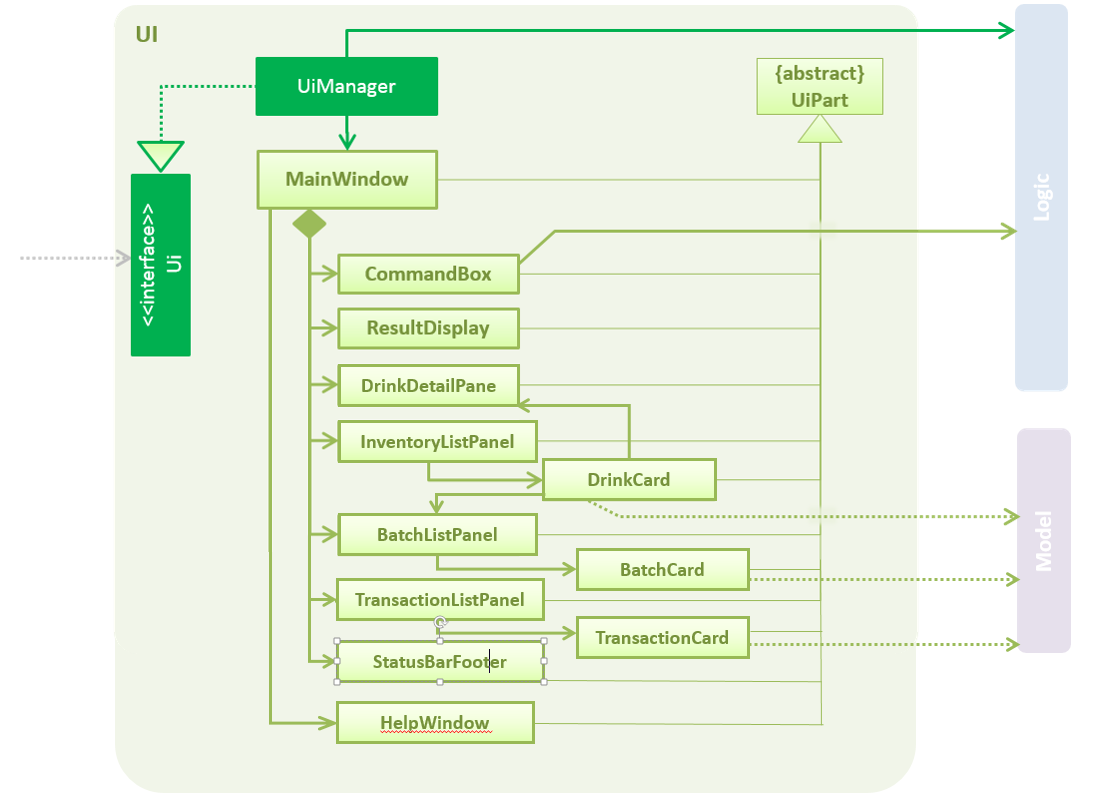 UI
UiManager
{abstract}
UiPart
MainWindow
<<interface>>
Ui
Logic
CommandBox
ResultDisplay
DrinkDetailPane
InventoryListPanel
DrinkCard
BatchListPanel
Model
BatchCard
TransactionListPanel
TransactionCard
StatusBarFooter
HelpWindow